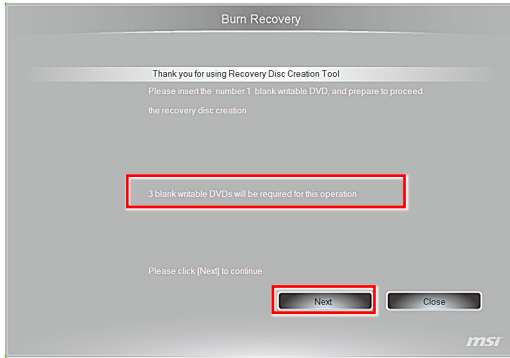 Burn Recovery
Thank you for using Recovery Disc Creation Tool
Please insert the number 1 blank writable DVD, and prepare to proceed
the recovery disc creation
3 blank writable DVDs will be required for this operation
Please click [Next] to continue
Next Close
msi